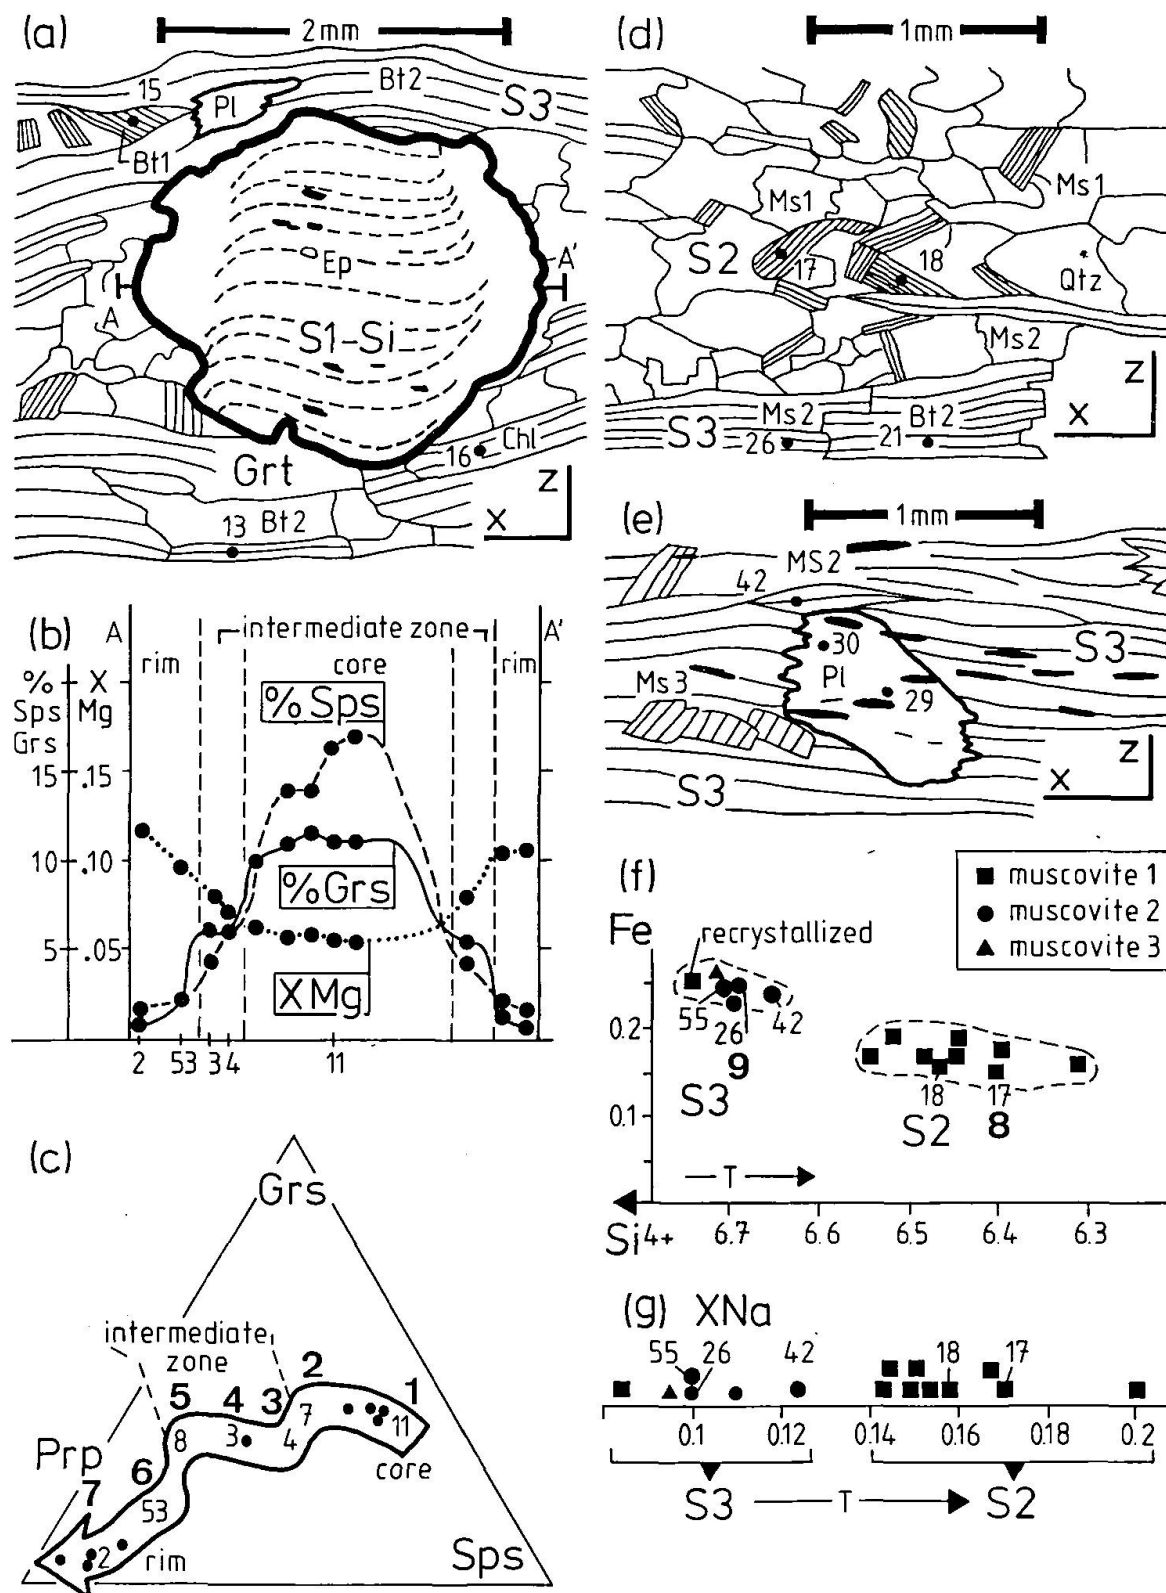 (a)
2mm
15
Bt2
S3
Pl
Bt1
Ep
A'
A
S1-Si
Chl
16
Grt
Z
X
13 Bt2
(d)
1mm
Ms1
Ms1
S2
17
18
Qtz
Ms2
Z
X
Ms2
Bt2
S3
26
21
(e)
1mm
MS2
42
30
S3
Pl
Ms3
29
Z
X
S3
(b)
A
intermediate zone
A'
rim
core
rim
% X
Sps Mg
Grs
%Sps
15 .15
10 .10
%Grs
5 .05
XMg
2 53 3 4 11
(c)
Grs
intermediate
zone
2
5 4 3 1
7
8 3 4 11
Prp
core
6
7
53
2
rim
Sps
(f)
muscovite 1
muscovite 2
muscovite 3
Fe
recrystallized
0.2
55
26
42
9
S3
18
17
S2
8
0.1
T
Si4+ 6.7 6.6 6.5 6.4 6.3
(g) XNa
55 26 42 18 17
0.1 0.12 0.14 0.16 0.18 0.2
S3 T S2